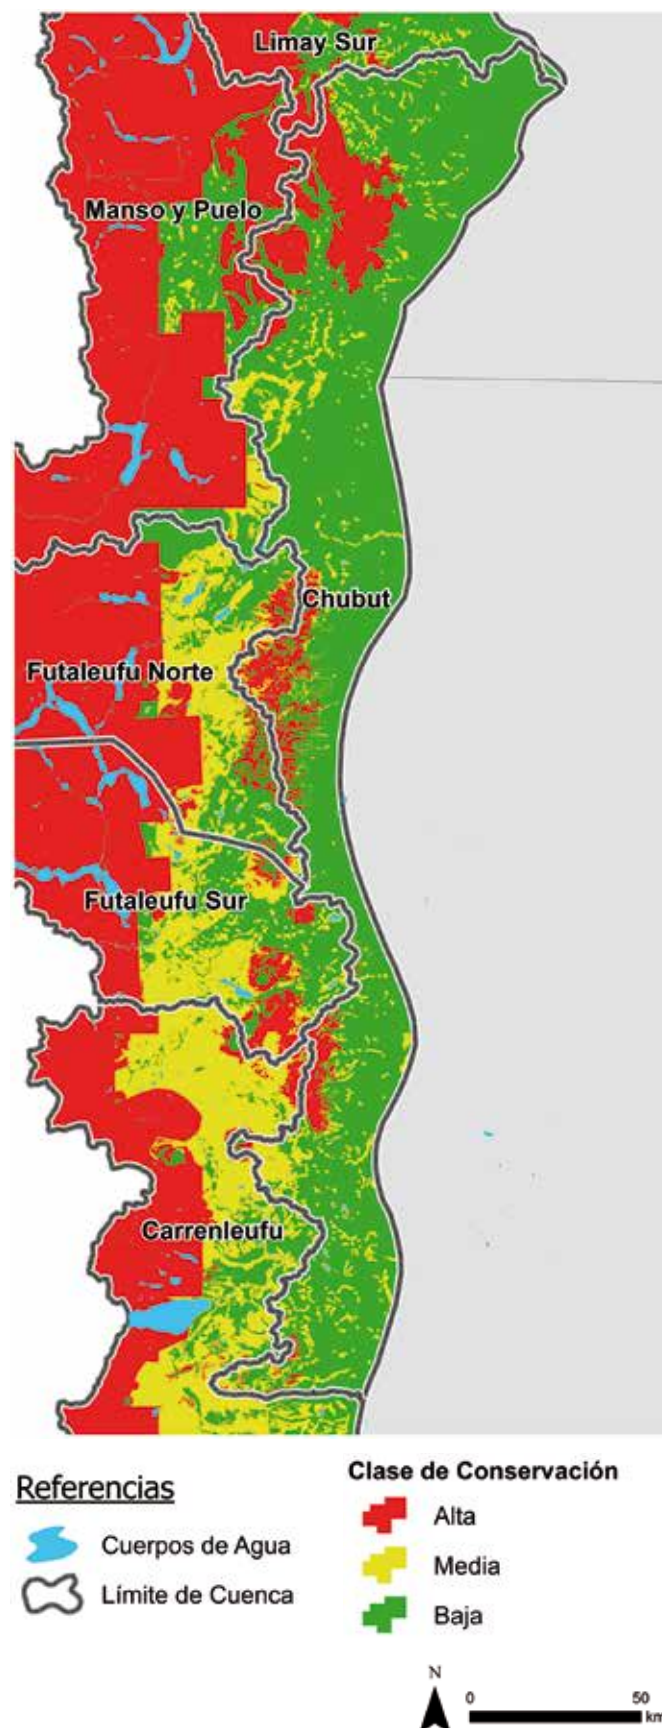 Limay Sur
Manso y Puelo
Chubut
Futaleufu Norte
Futaleufu Sur
Carrenleufu
Referencias
Cuerpos de Agua
Límite de Cuenca
Clase de Conservación
Alta
Media
Baja
N
0 50
km